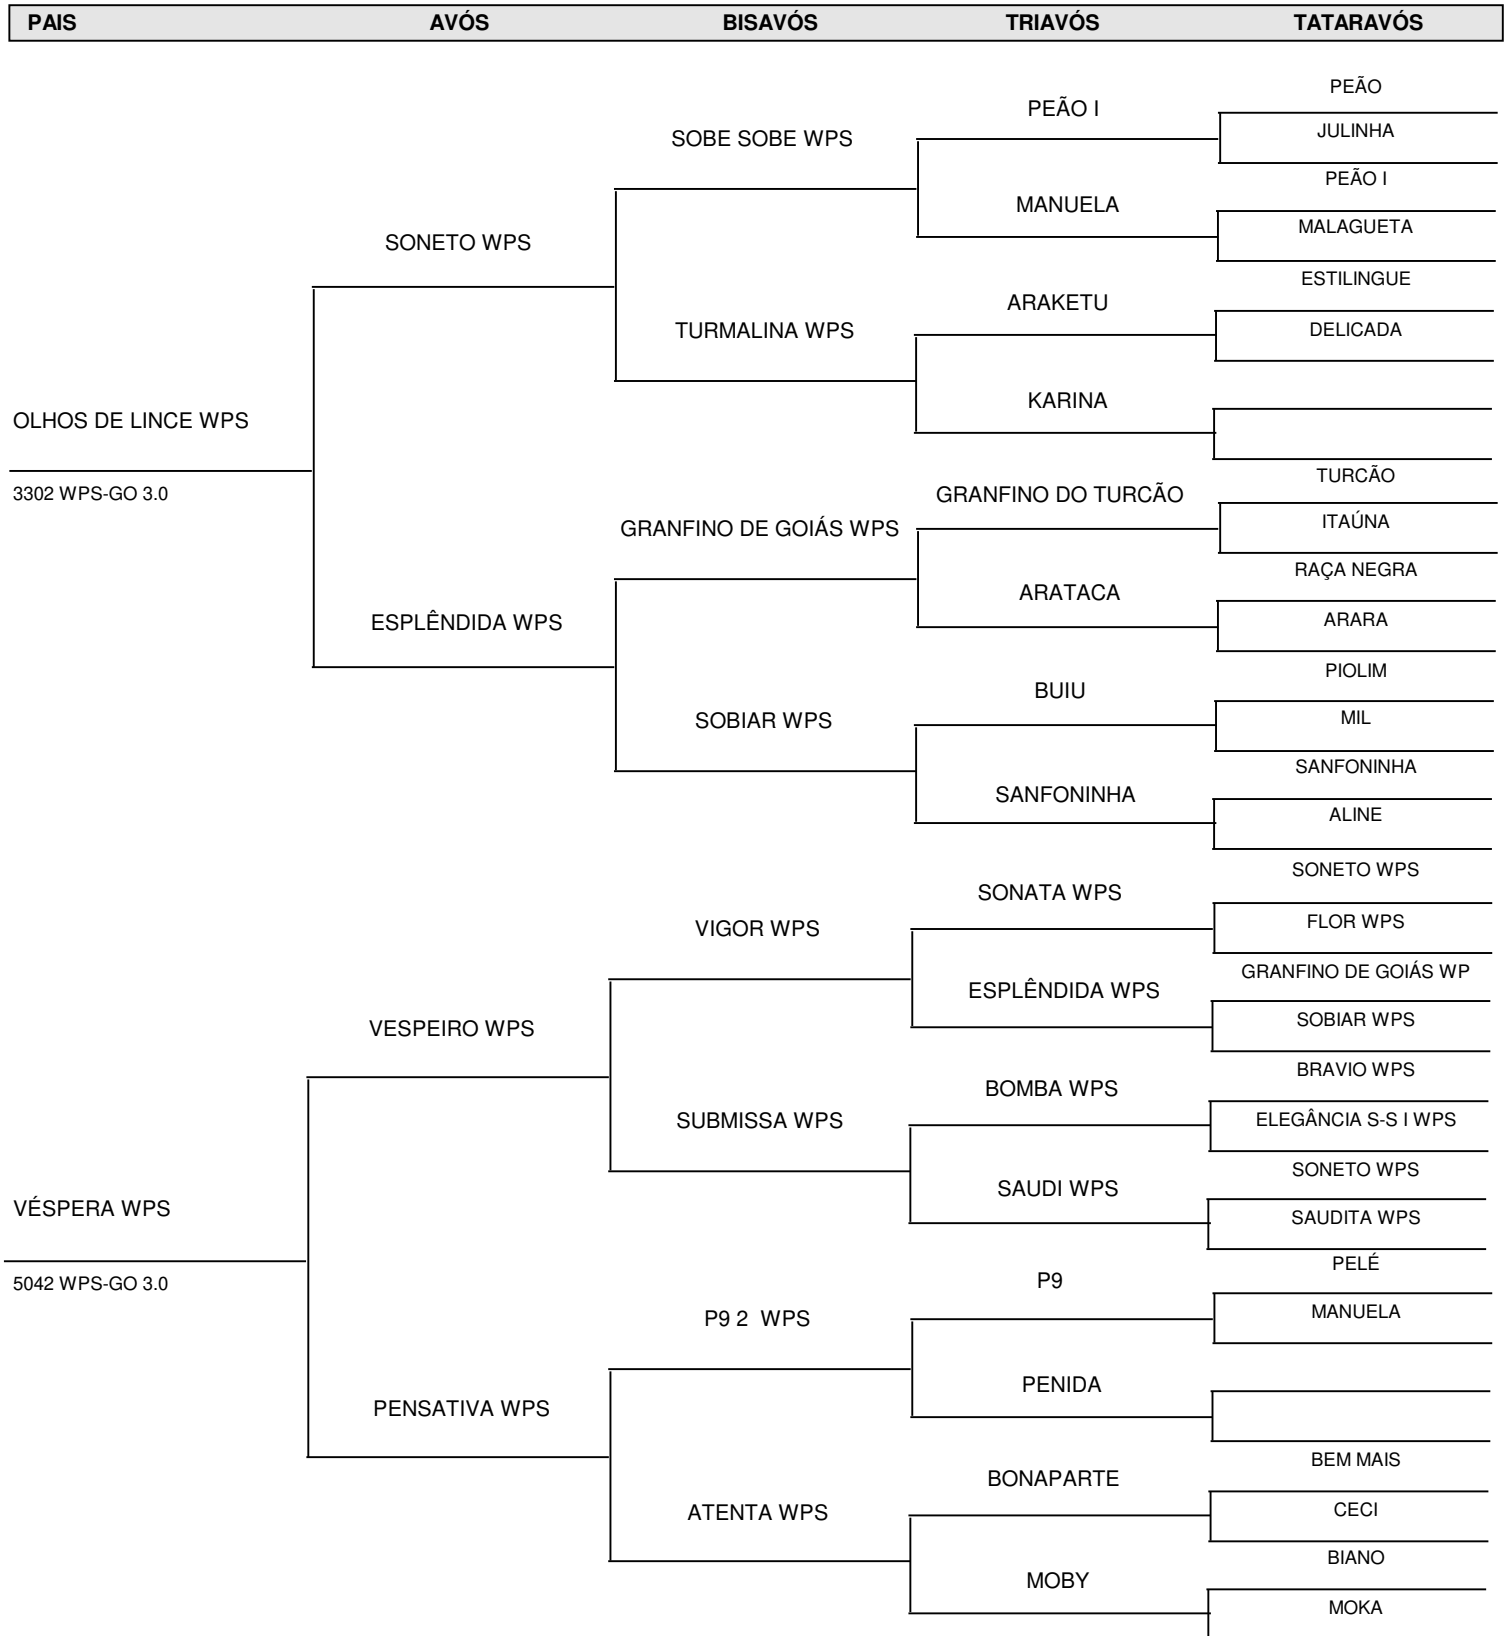 PAIS AVÓS BISAVÓS TRIAVÓS TATARAVÓS
PEÃO
PEÃO I
JULINHA
SOBE SOBE WPS
PEÃO I
MANUELA
MALAGUETA
SONETO WPS
ESTILINGUE
ARAKETU
DELICADA
TURMALINA WPS
KARINA
OLHOS DE LINCE WPS
3302 WPS-GO 3.0
TURCÃO
GRANFINO DO TURCÃO
ITAÚNA
GRANFINO DE GOIÁS WPS
RAÇA NEGRA
ARATACA
ARARA
ESPLÊNDIDA WPS
PIOLIM
BUIU
MIL
SOBIAR WPS
SANFONINHA
SANFONINHA
ALINE
SONETO WPS
SONATA WPS
FLOR WPS
VIGOR WPS
GRANFINO DE GOIÁS WP
ESPLÊNDIDA WPS
SOBIAR WPS
VESPEIRO WPS
BRAVIO WPS
BOMBA WPS
ELEGÂNCIA S-S I WPS
SUBMISSA WPS
SONETO WPS
SAUDI WPS
SAUDITA WPS
VÉSPERA WPS
5042 WPS-GO 3.0
PELÉ
P9
MANUELA
P9 2 WPS
PENIDA
PENSATIVA WPS
BEM MAIS
BONAPARTE
CECI
ATENTA WPS
BIANO
MOBY
MOKA